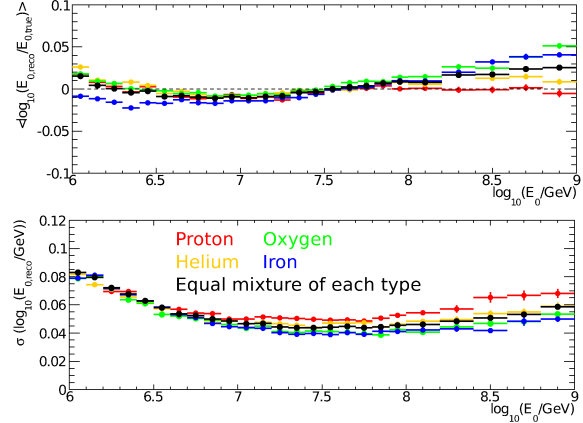 <log₁₀(E₀,reco/E₀,true)>
0.1
0.05
0
-0.05
-0.1
6 6.5 7 7.5 8 8.5 9
log₁₀(E₀/GeV)
σ (log₁₀(E₀,reco/GeV))
0.12
0.1
0.08
0.06
0.04
0.02
0
Proton Oxygen
Helium Iron
Equal mixture of each type
6 6.5 7 7.5 8 8.5 9
log₁₀(E₀/GeV)